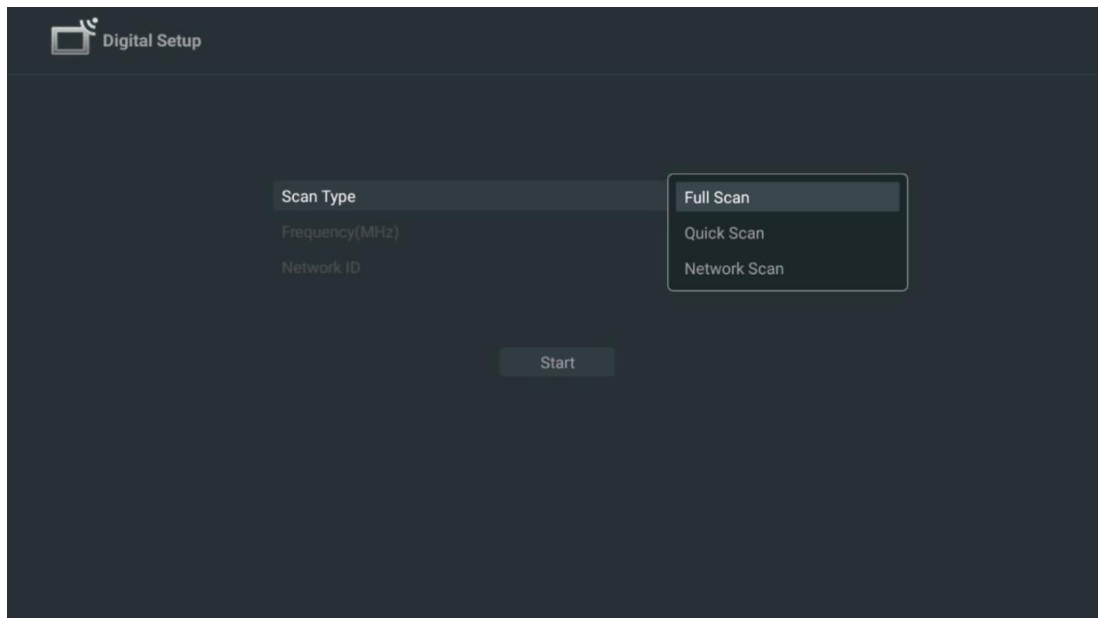 Digital Setup
Scan Type
Full Scan
Frequency(MHz)
Quick Scan
Network ID
Network Scan
Start